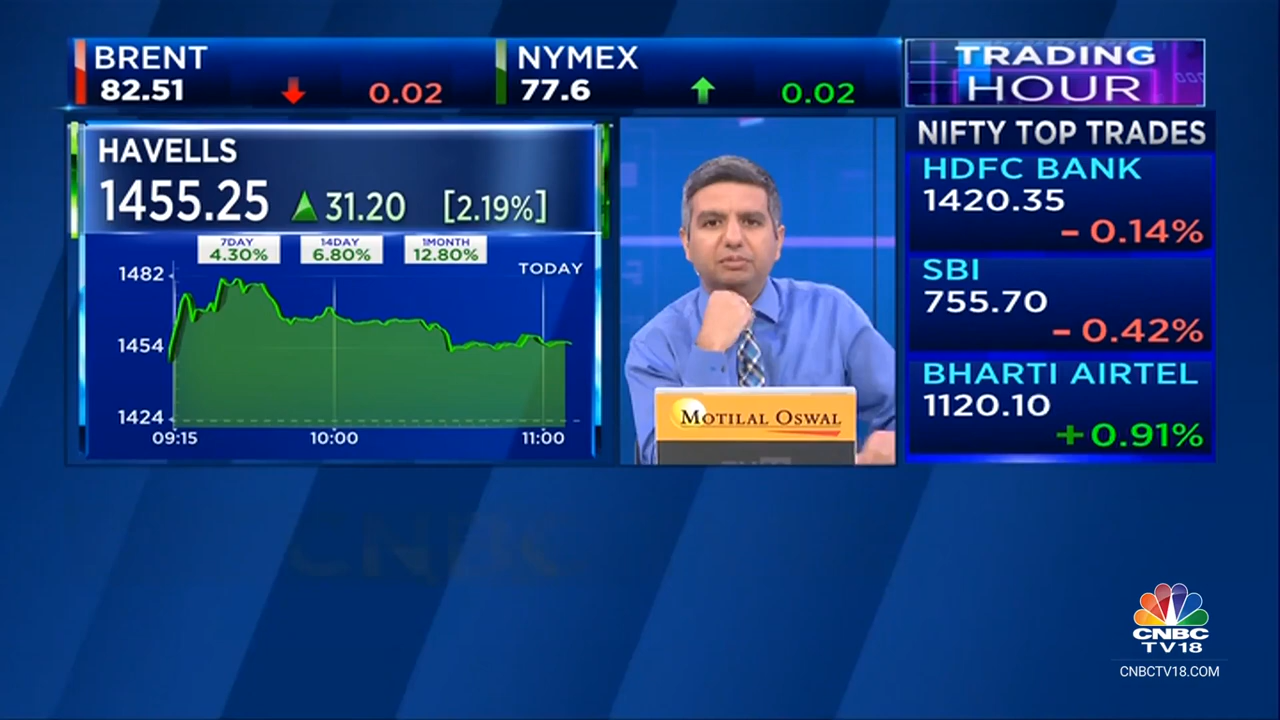 BRENT
82.51 0.02
NYMEX
77.6 0.02
TRADING
HOUR
HAVELLS
1455.25 31.20 [2.19%]
7DAY
4.30%
14DAY
6.80%
1MONTH
12.80%
TODAY
1482
1454
1424
09:15 10:00 11:00
MOTILAL OSWAL
NIFTY TOP TRADES
HDFC BANK
1420.35
- 0.14%
SBI
755.70
- 0.42%
BHARTI AIRTEL
1120.10
+ 0.91%
CNBC
CNBC
TV18
CNBCTV18.COM